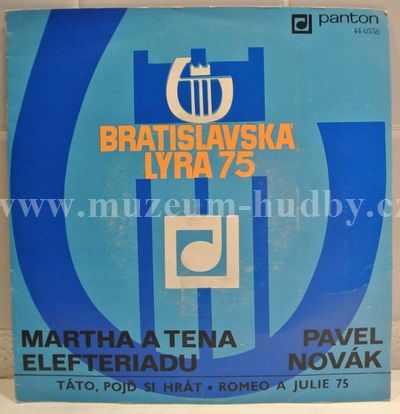 panton
44 0558
BRATISLAVSKÁ
LYRA 75
www.muzeum-hudby.cz
MARTHA A TENA
ELEFTERIADU
PAVEL
NOVÁK
TÁTO, POJĎ SI HRÁT • ROMEO A JULIE 75